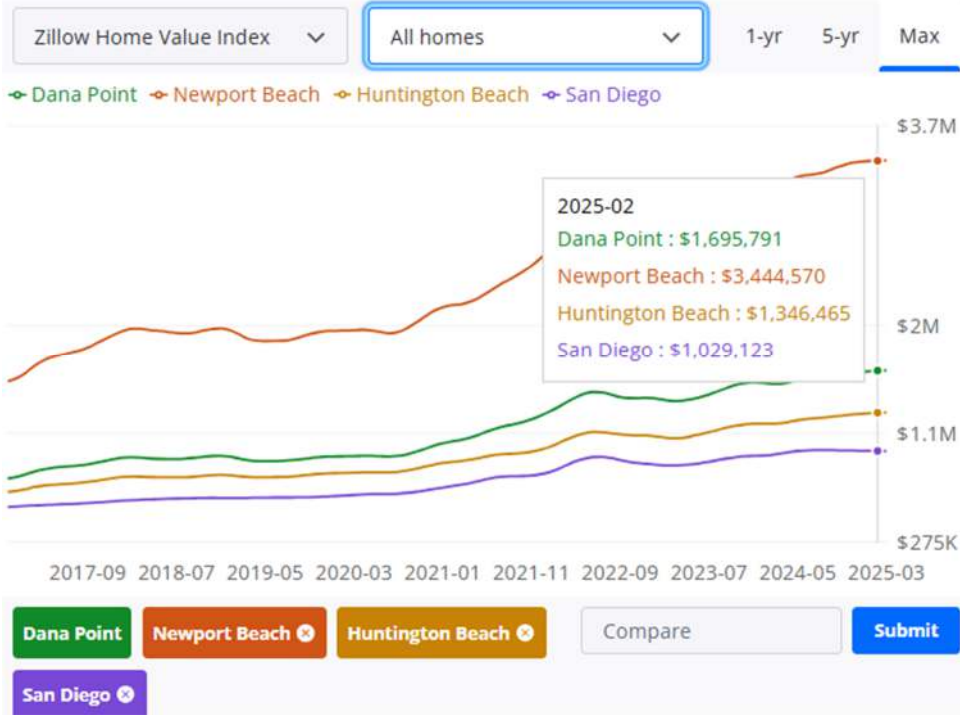 Zillow Home Value Index All homes 1-yr 5-yr Max
Dana Point Newport Beach Huntington Beach San Diego
$3.7M
2025-02
Dana Point : $1,695,791
Newport Beach : $3,444,570
Huntington Beach : $1,346,465
San Diego : $1,029,123
$2M
$1.1M
$275K
2017-09 2018-07 2019-05 2020-03 2021-01 2021-11 2022-09 2023-07 2024-05 2025-03
Dana Point Newport Beach Huntington Beach Compare Submit
San Diego